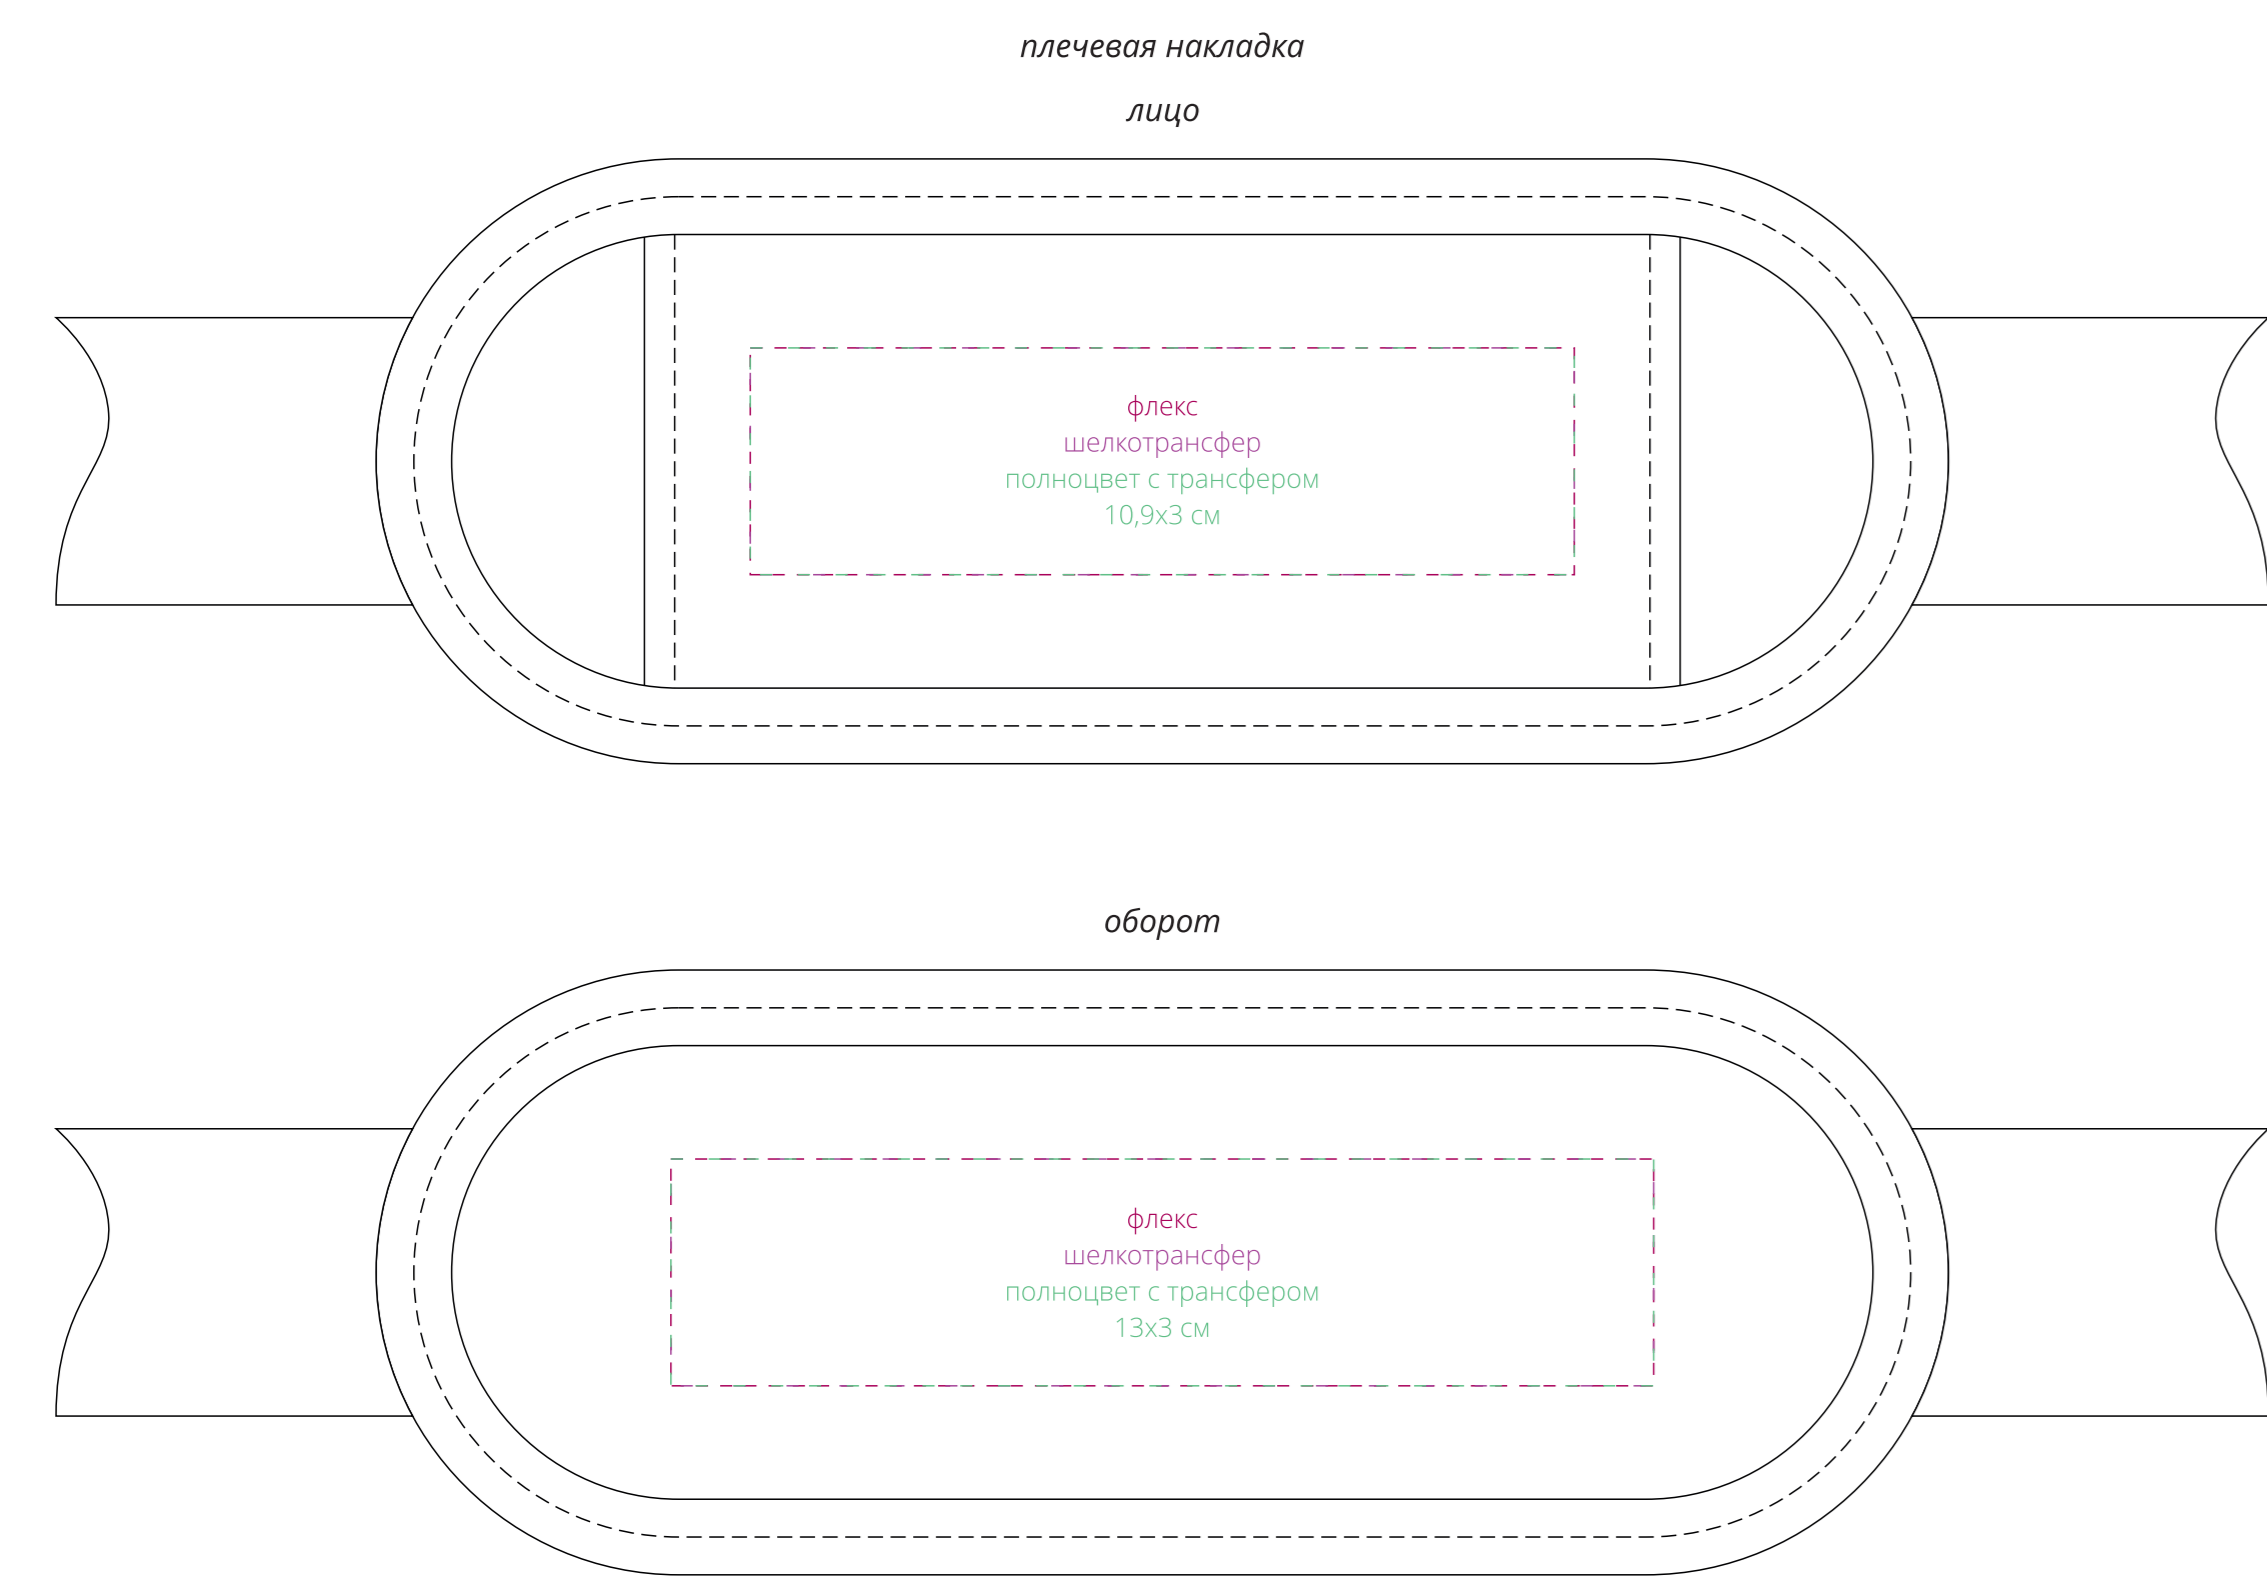 плечевая накладка
лицо
флекс
шелкотрансфер
полноцвет с трансфером
10,9х3 см
оборот
флекс
шелкотрансфер
полноцвет с трансфером
13х3 см